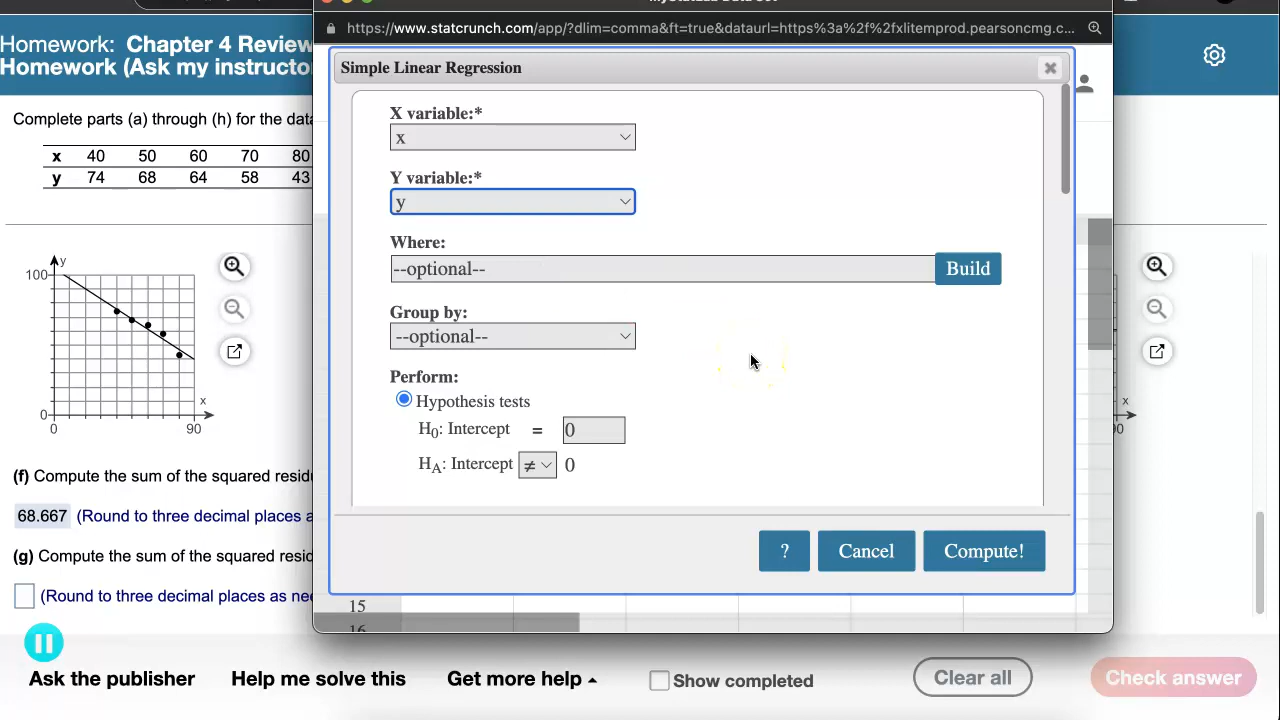 https://www.statcrunch.com/app/?dlim=comma&ft=true&dataurl=https%3a%2f%2fxlitemprod.pearsoncmg.c...
Homework: Chapter 4 Review
Homework (Ask my instructo
Simple Linear Regression
X variable:*
x
Y variable:*
y
Where:
--optional--
Build
Group by:
--optional--
Perform:
Hypothesis tests
H0: Intercept = 0
HA: Intercept ≠ 0
?
Cancel
Compute!
15
16
Complete parts (a) through (h) for the data
x 40 50 60 70 80
y 74 68 64 58 43
y
100
0
x
0
90
x
90
(f) Compute the sum of the squared resid
68.667 (Round to three decimal places a
(g) Compute the sum of the squared resid
(Round to three decimal places as nee
Ask the publisher
Help me solve this
Get more help
Show completed
Clear all
Check answer